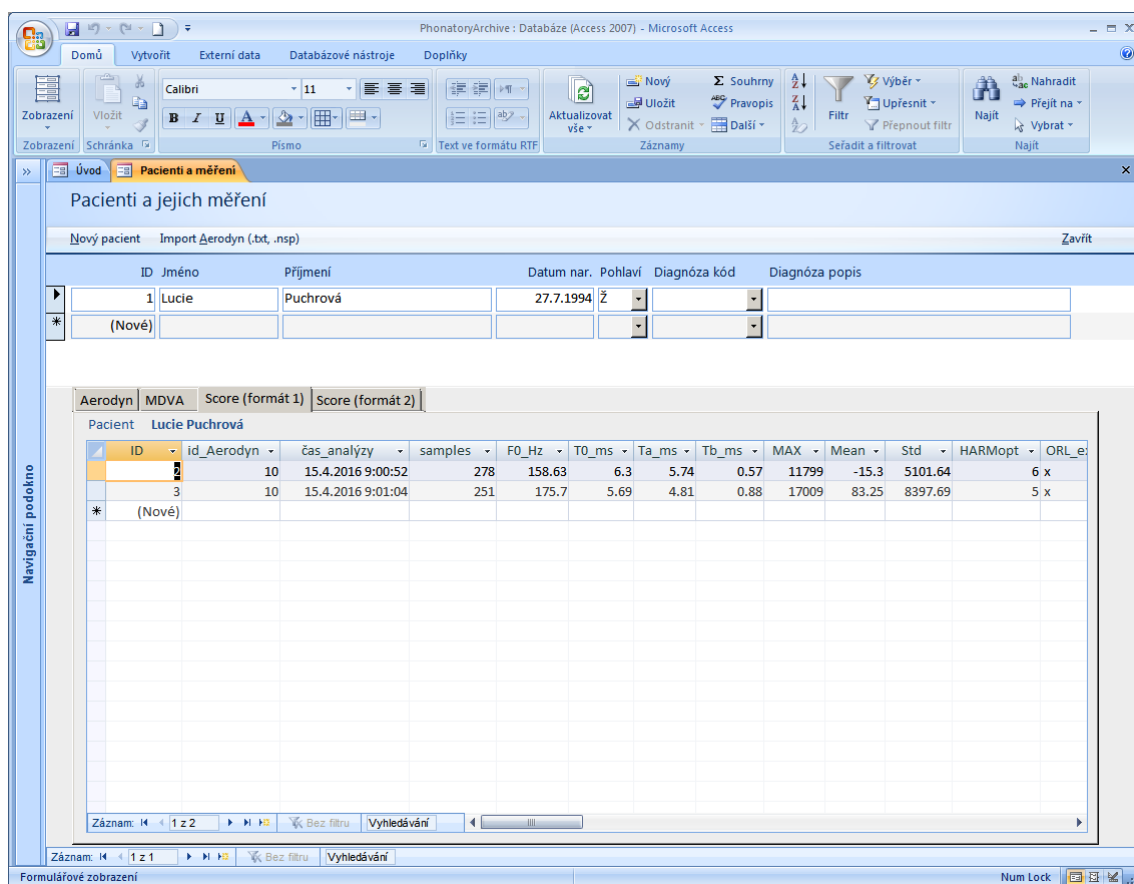 PhonatoryArchive : Databáze (Access 2007) - Microsoft Access
Domů Vytvořit Externí data Databázové nástroje Doplňky
Zobrazení
Zobrazení
Vložit
Schránka
Calibri 11
B I U A
Písmo
ab
Text ve formátu RTF
Aktualizovat
vše
Nový
Uložit
Odstranit
Σ Souhrny
Pravopis
Další
Záznamy
Filtr
Výběr
Upřesnit
Přepnout filtr
Seřadit a filtrovat
Najít
Nahradit
Přejít na
Vybrat
Najít
Úvod Pacienti a měření
Pacienti a jejich měření
Nový pacient Import Aerodyn (.txt, .nsp) Zavřít
ID Jméno Příjmení Datum nar. Pohlaví Diagnóza kód Diagnóza popis
1 Lucie Puchrová 27.7.1994 Ž
(Nové)
Aerodyn MDVA Score (formát 1) Score (formát 2)
Pacient Lucie Puchrová
ID id_Aerodyn čas_analýzy samples F0_Hz T0_ms Ta_ms Tb_ms MAX Mean Std HARMopt
2 10 15.4.2016 9:00:52 278 158.63 6.3 5.74 0.57 11799 -15.3 5101.64 6 x
3 10 15.4.2016 9:01:04 251 175.7 5.69 4.81 0.88 17009 83.25 8397.69 5 x
(Nové)
Navigační podokno
Záznam: 1 z 2 Bez filtru Vyhledávání
Záznam: 1 z 1 Bez filtru Vyhledávání
Formulářové zobrazení Num Lock